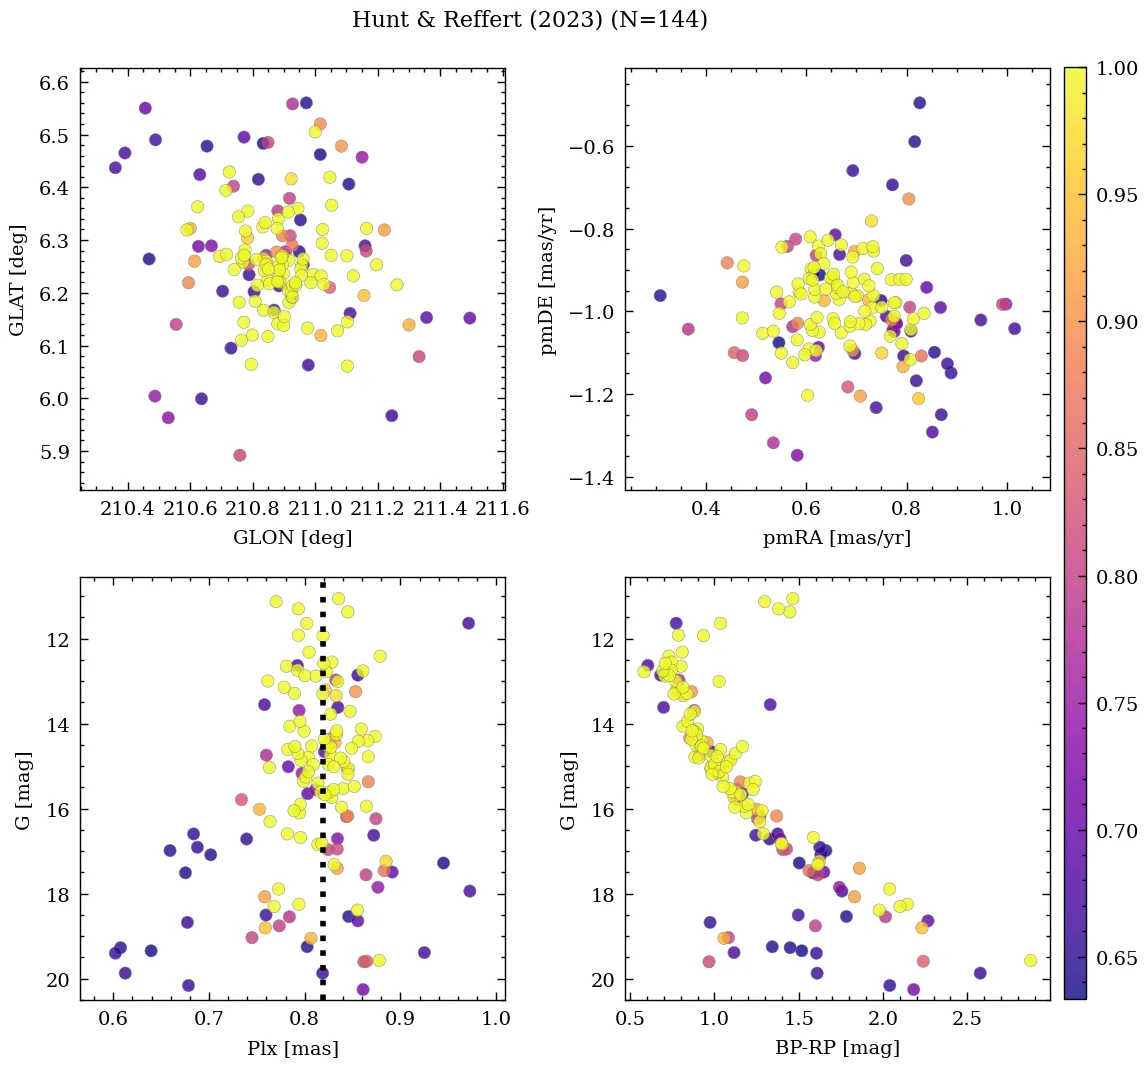 Hunt & Reffert (2023) (N=144)
6.6
6.5
6.4
6.3
6.2
6.1
6.0
5.9
GLAT [deg]
210.4 210.6 210.8 211.0 211.2 211.4 211.6
GLON [deg]
−0.6
−0.8
−1.0
−1.2
−1.4
pmDE [mas/yr]
0.4 0.6 0.8 1.0
pmRA [mas/yr]
12
14
16
18
20
G [mag]
0.6 0.7 0.8 0.9 1.0
Plx [mas]
12
14
16
18
20
G [mag]
0.5 1.0 1.5 2.0 2.5
BP-RP [mag]
1.00
0.95
0.90
0.85
0.80
0.75
0.70
0.65